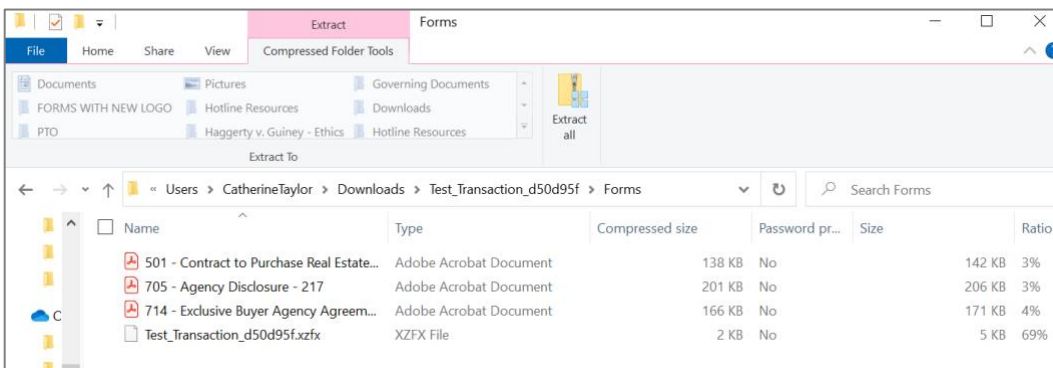 Extract Forms
File Home Share View Compressed Folder Tools
Documents Pictures Governing Documents
FORMS WITH NEW LOGO Hotline Resources Downloads
PTO Haggerty v. Guiney - Ethics Hotline Resources
Extract all
Extract To
« Users > CatherineTaylor > Downloads > Test_Transaction_d50d95f > Forms Search Forms
Name Type Compressed size Password pr... Size Ratio
501 - Contract to Purchase Real Estate... Adobe Acrobat Document 138 KB No 142 KB 3%
705 - Agency Disclosure - 217 Adobe Acrobat Document 201 KB No 206 KB 3%
714 - Exclusive Buyer Agency Agreem... Adobe Acrobat Document 166 KB No 171 KB 4%
Test_Transaction_d50d95f.xzfx XZFX File 2 KB No 5 KB 69%